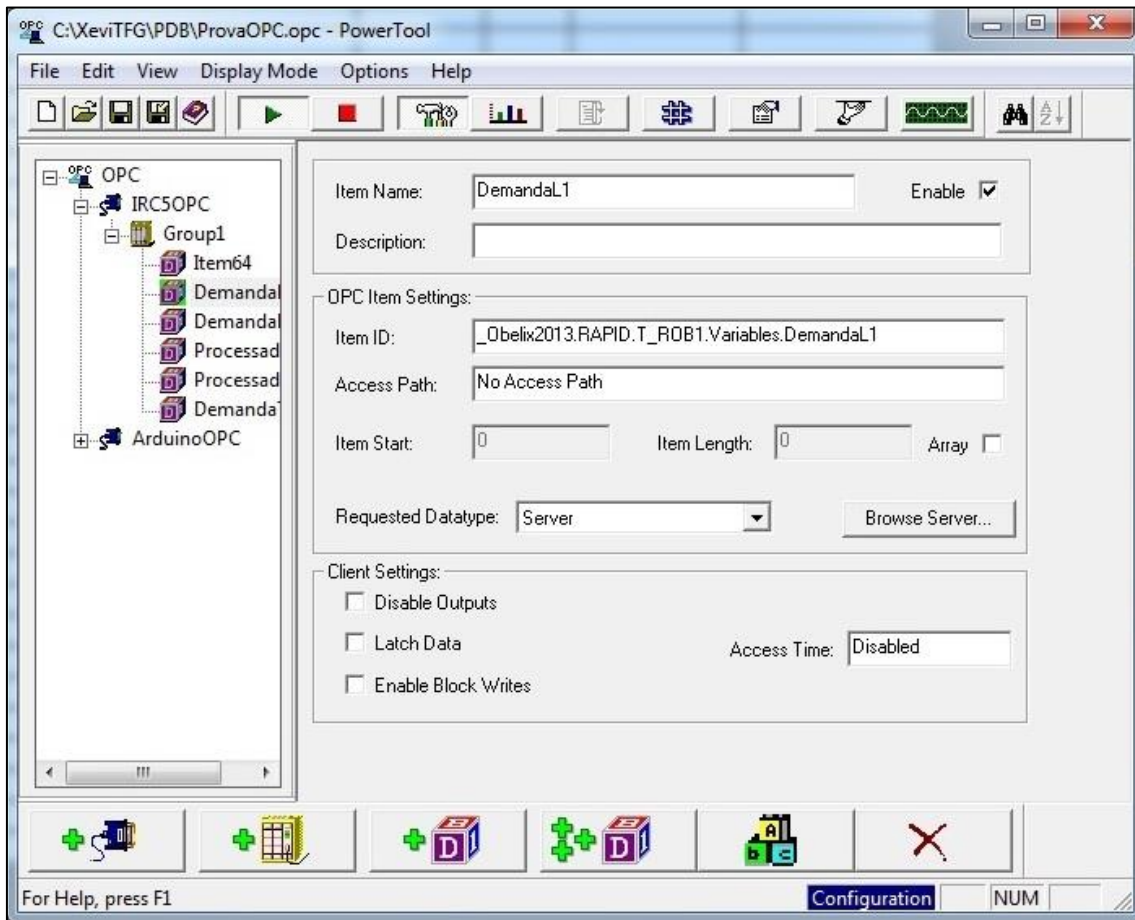 C:\XeviTFG\PDB\ProvaOPC.opc - PowerTool
File Edit View Display Mode Options Help
OPC
IRC5OPC
Group1
Item64
Demandal
Demandal
Processad
Processad
DemandaT
ArduinoOPC
Item Name: DemandaL1 Enable
Description:
OPC Item Settings:
Item ID: _Obelix2013.RAPID.T_ROB1.Variables.DemandaL1
Access Path: No Access Path
Item Start: 0 Item Length: 0 Array
Requested Datatype: Server Browse Server...
Client Settings:
Disable Outputs
Latch Data Access Time: Disabled
Enable Block Writes
For Help, press F1 Configuration NUM